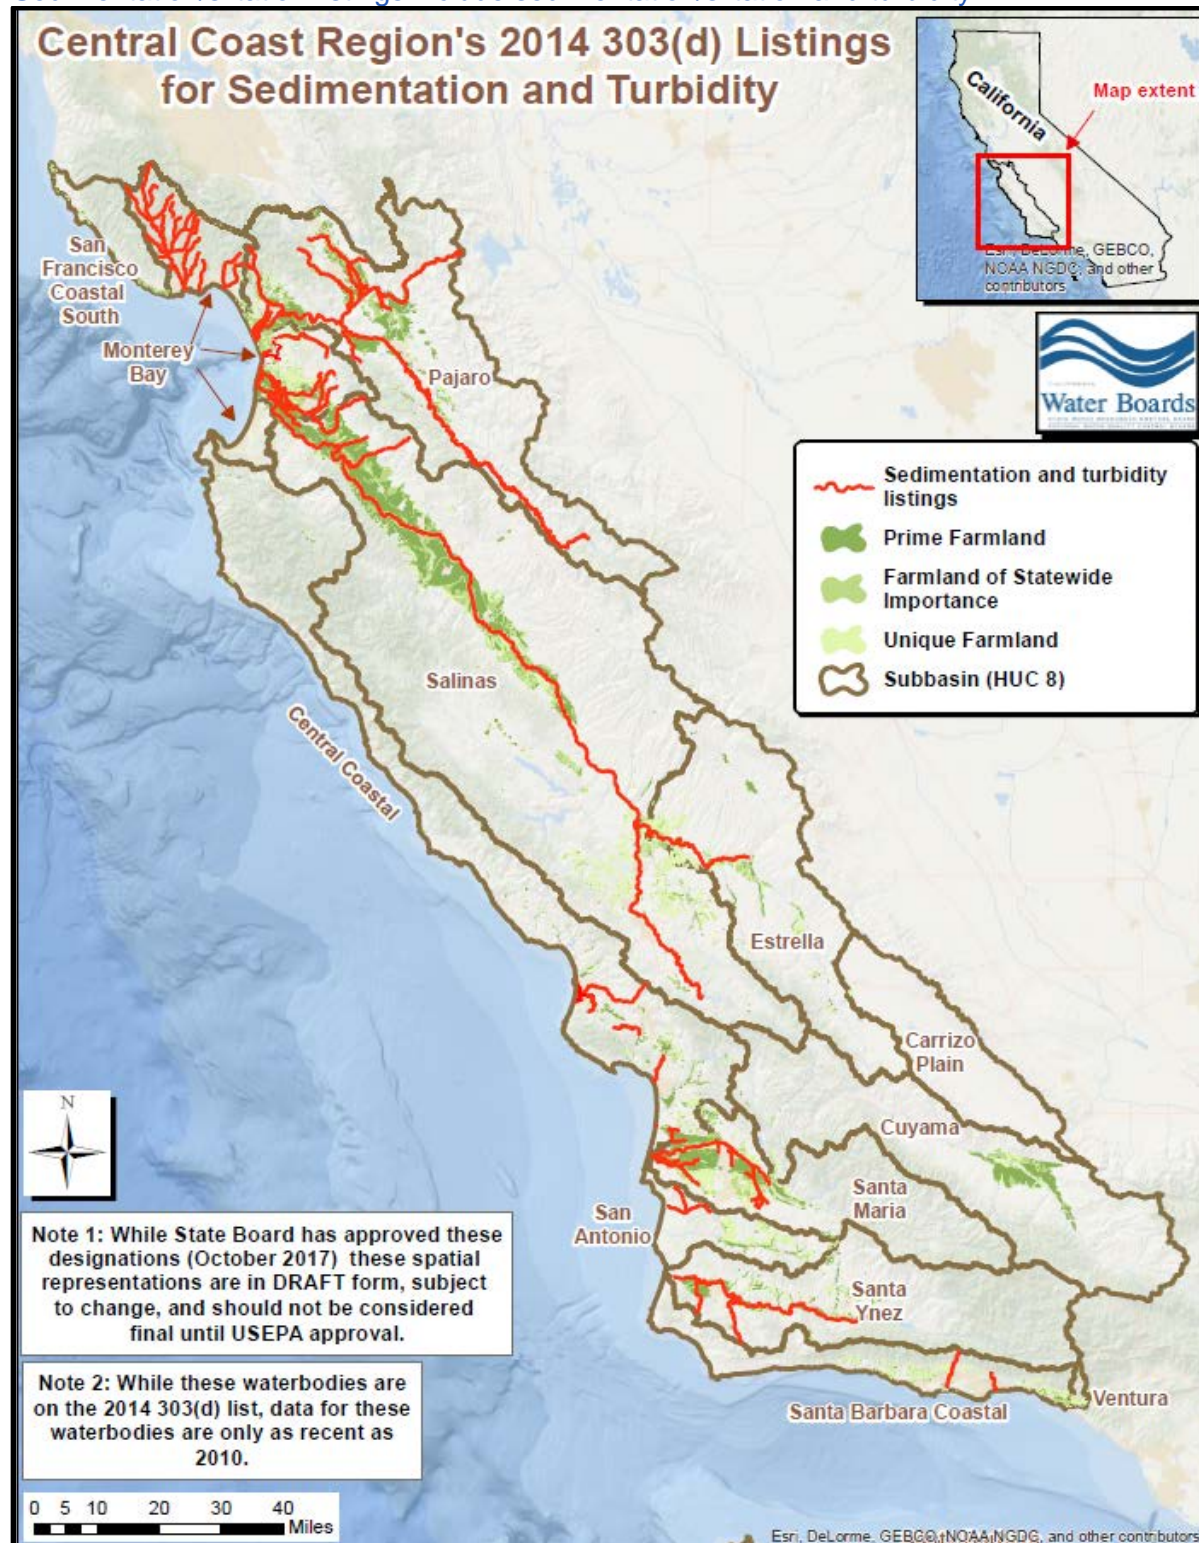 Central Coast Region's 2014 303(d) Listings
for Sedimentation and Turbidity
California
Map extent
Esri, DeLorme, GEBCO,
NOAA NGDC, and other
contributors
San
Francisco
Coastal
South
Monterey
Bay
Pajaro
Water Boards
Sedimentation and turbidity
listings
Prime Farmland
Farmland of Statewide
Importance
Unique Farmland
Subbasin (HUC 8)
Salinas
Central Coastal
Estrella
Carrizo
Plain
Cuyama
Santa
Maria
San
Antonio
Santa
Ynez
Ventura
Santa Barbara Coastal
N
Note 1: While State Board has approved these
designations (October 2017) these spatial
representations are in DRAFT form, subject
to change, and should not be considered
final until USEPA approval.
Note 2: While these waterbodies are
on the 2014 303(d) list, data for these
waterbodies are only as recent as
2010.
0 5 10 20 30 40
Miles
Esri, DeLorme, GEBCO, NOAA NGDC, and other contributors